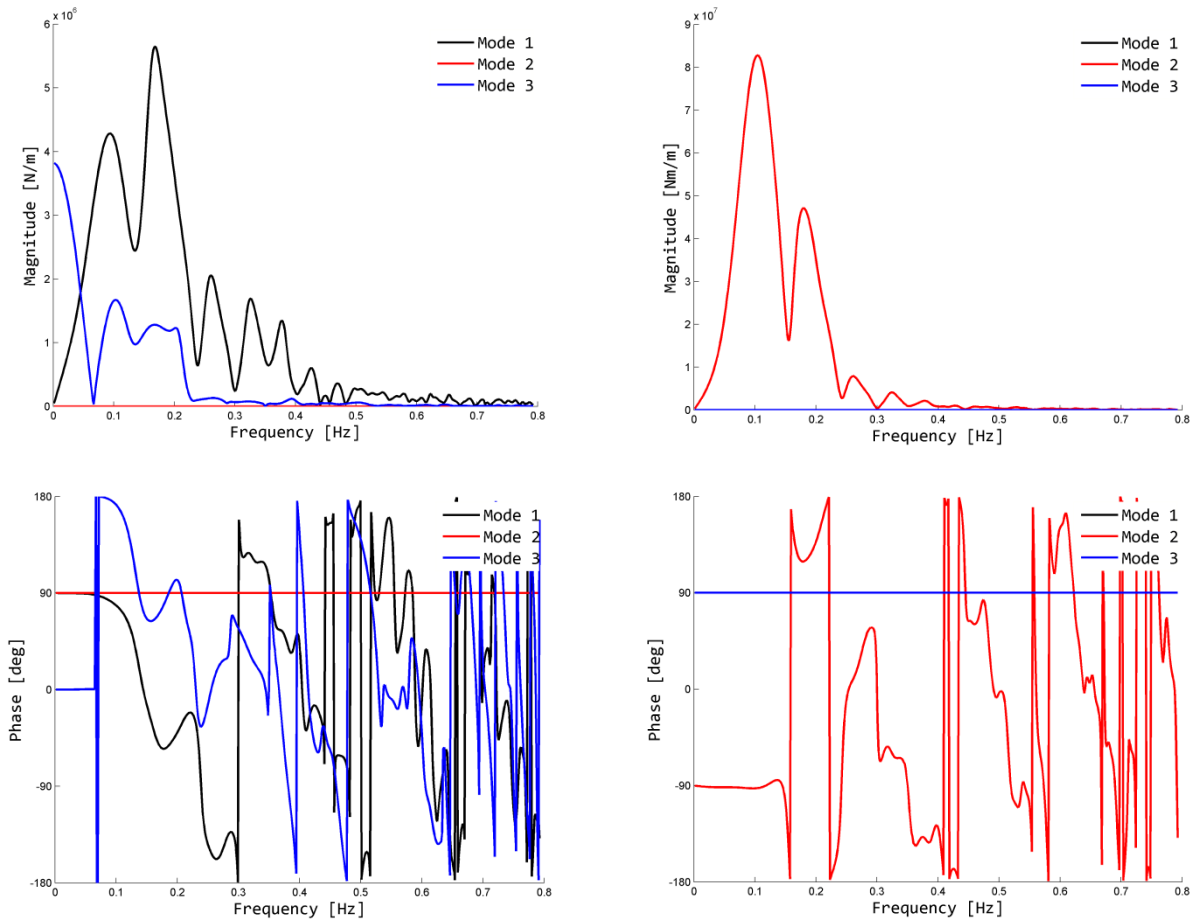 x 10⁶
6
5
4
3
2
1
0
Magnitude [N/m]
Mode 1
Mode 2
Mode 3
0 0.1 0.2 0.3 0.4 0.5 0.6 0.7 0.8
Frequency [Hz]
x 10⁷
9
8
7
6
5
4
3
2
1
0
Magnitude [Nm/m]
Mode 1
Mode 2
Mode 3
0 0.1 0.2 0.3 0.4 0.5 0.6 0.7 0.8
Frequency [Hz]
180
90
0
-90
-180
Phase [deg]
Mode 1
Mode 2
Mode 3
0 0.1 0.2 0.3 0.4 0.5 0.6 0.7 0.8
Frequency [Hz]
180
90
0
-90
-180
Phase [deg]
Mode 1
Mode 2
Mode 3
0 0.1 0.2 0.3 0.4 0.5 0.6 0.7 0.8
Frequency [Hz]